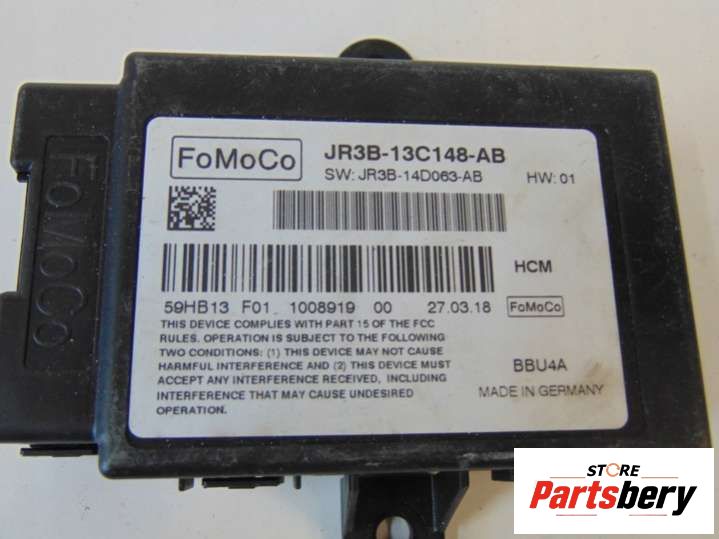 FoMoCo
FoMoCo
JR3B-13C148-AB
SW: JR3B-14D063-AB
HW: 01
HCM
59HB13 F01 1008919 00 27.03.18
FoMoCo
THIS DEVICE COMPLIES WITH PART 15 OF THE FCC
RULES. OPERATION IS SUBJECT TO THE FOLLOWING
TWO CONDITIONS: (1) THIS DEVICE MAY NOT CAUSE
HARMFUL INTERFERENCE AND (2) THIS DEVICE MUST
ACCEPT ANY INTERFERENCE RECEIVED, INCLUDING
INTERFERENCE THAT MAY CAUSE UNDESIRED
OPERATION.
BBU4A
MADE IN GERMANY
STORE
Partsbery